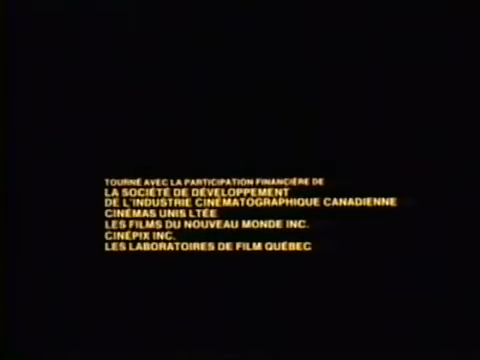 TOURNÉ AVEC LA PARTICIPATION FINANCIÈRE DE
LA SOCIÉTÉ DE DÉVELOPPEMENT
DE L'INDUSTRIE CINÉMATOGRAPHIQUE CANADIENNE
CINÉMAS UNIS LTÉE
LES FILMS DU NOUVEAU MONDE INC.
CINÉPIX INC.
LES LABORATOIRES DE FILM QUÉBEC